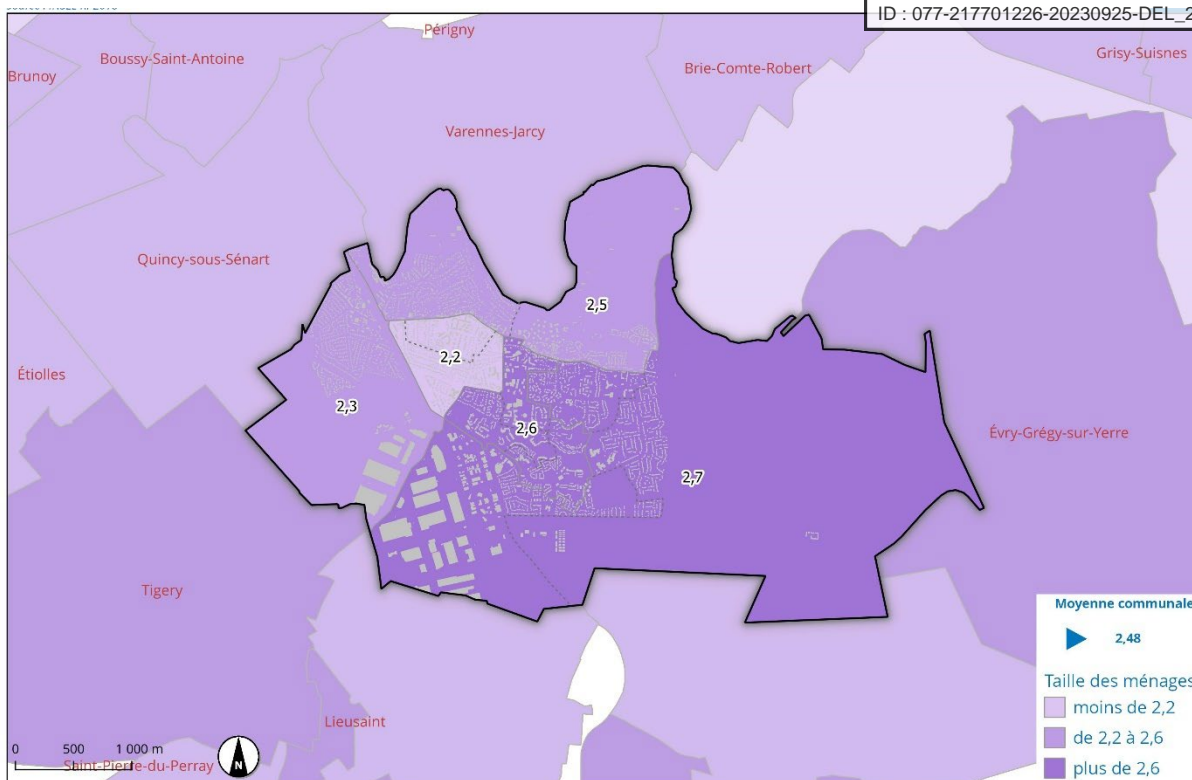 ID : 077-217701226-20230925-DEL_2
Périgny
Boussy-Saint-Antoine
Brunoy
Brie-Comte-Robert
Grisy-Suisnes
Varennes-Jarcy
Quincy-sous-Sénart
2,5
2,2
Étiolles
2,3
2,6
Évry-Grégy-sur-Yerre
2,7
Tigery
Moyenne communale
2,48
Taille des ménages
moins de 2,2
de 2,2 à 2,6
plus de 2,6
Lieusaint
0 500 1 000 m
Saint-Pierre-du-Perray
N